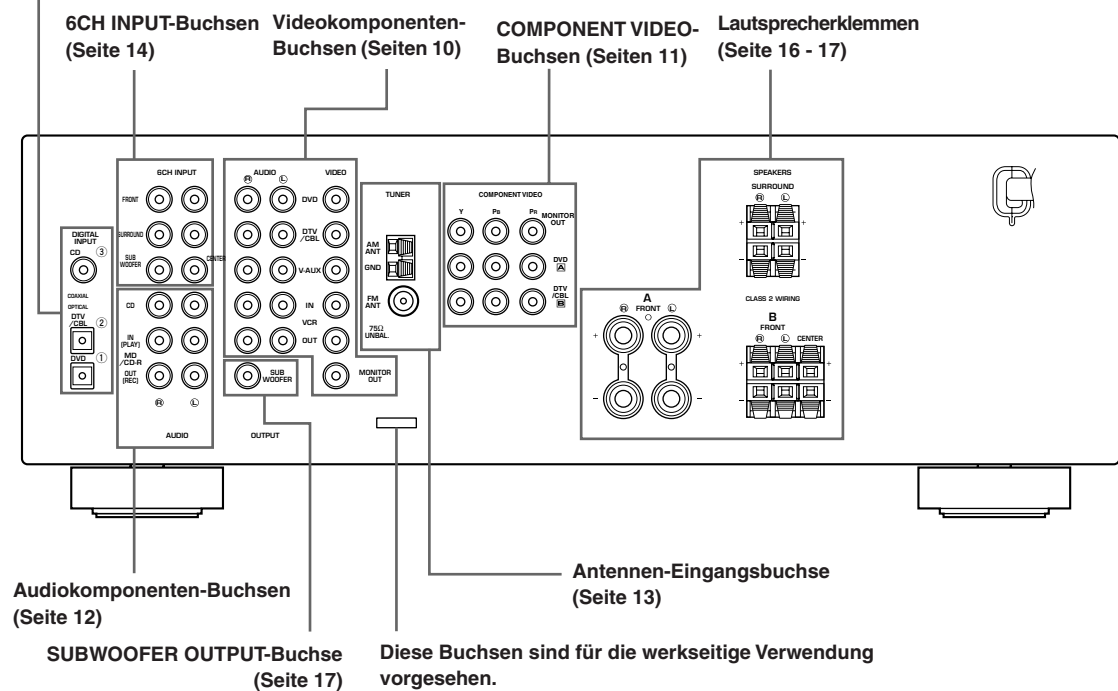 6CH INPUT-Buchsen
(Seite 14)
Videokomponenten-
Buchsen (Seiten 10)
COMPONENT VIDEO-
Buchsen (Seiten 11)
Lautsprecherklemmen
(Seite 16 - 17)
DIGITAL
INPUT
CD ③
COAXIAL
OPTICAL
DTV
/CBL ②
DVD ①
6CH INPUT
FRONT
SURROUND
SUB
WOOFER
CENTER
CD
IN
(PLAY)
MD
/CD-R
OUT
(REC)
Ⓡ Ⓛ
AUDIO
AUDIO
Ⓡ Ⓛ
VIDEO
DVD
DTV
/CBL
V-AUX
IN
VCR
OUT
SUB
WOOFER
MONITOR
OUT
OUTPUT
TUNER
AM
ANT
GND
FM
ANT
75Ω
UNBAL.
COMPONENT VIDEO
Y PB PR
MONITOR
OUT
DVD
A
DTV
/CBL
B
SPEAKERS
SURROUND
Ⓡ Ⓛ
+ +
– –
CLASS 2 WIRING
A
Ⓡ FRONT Ⓛ
+ +
– –
B
FRONT
Ⓡ Ⓛ CENTER
+ +
– –
Audiokomponenten-Buchsen
(Seite 12)
Antennen-Eingangsbuchse
(Seite 13)
SUBWOOFER OUTPUT-Buchse
(Seite 17)
Diese Buchsen sind für die werkseitige Verwendung
vorgesehen.